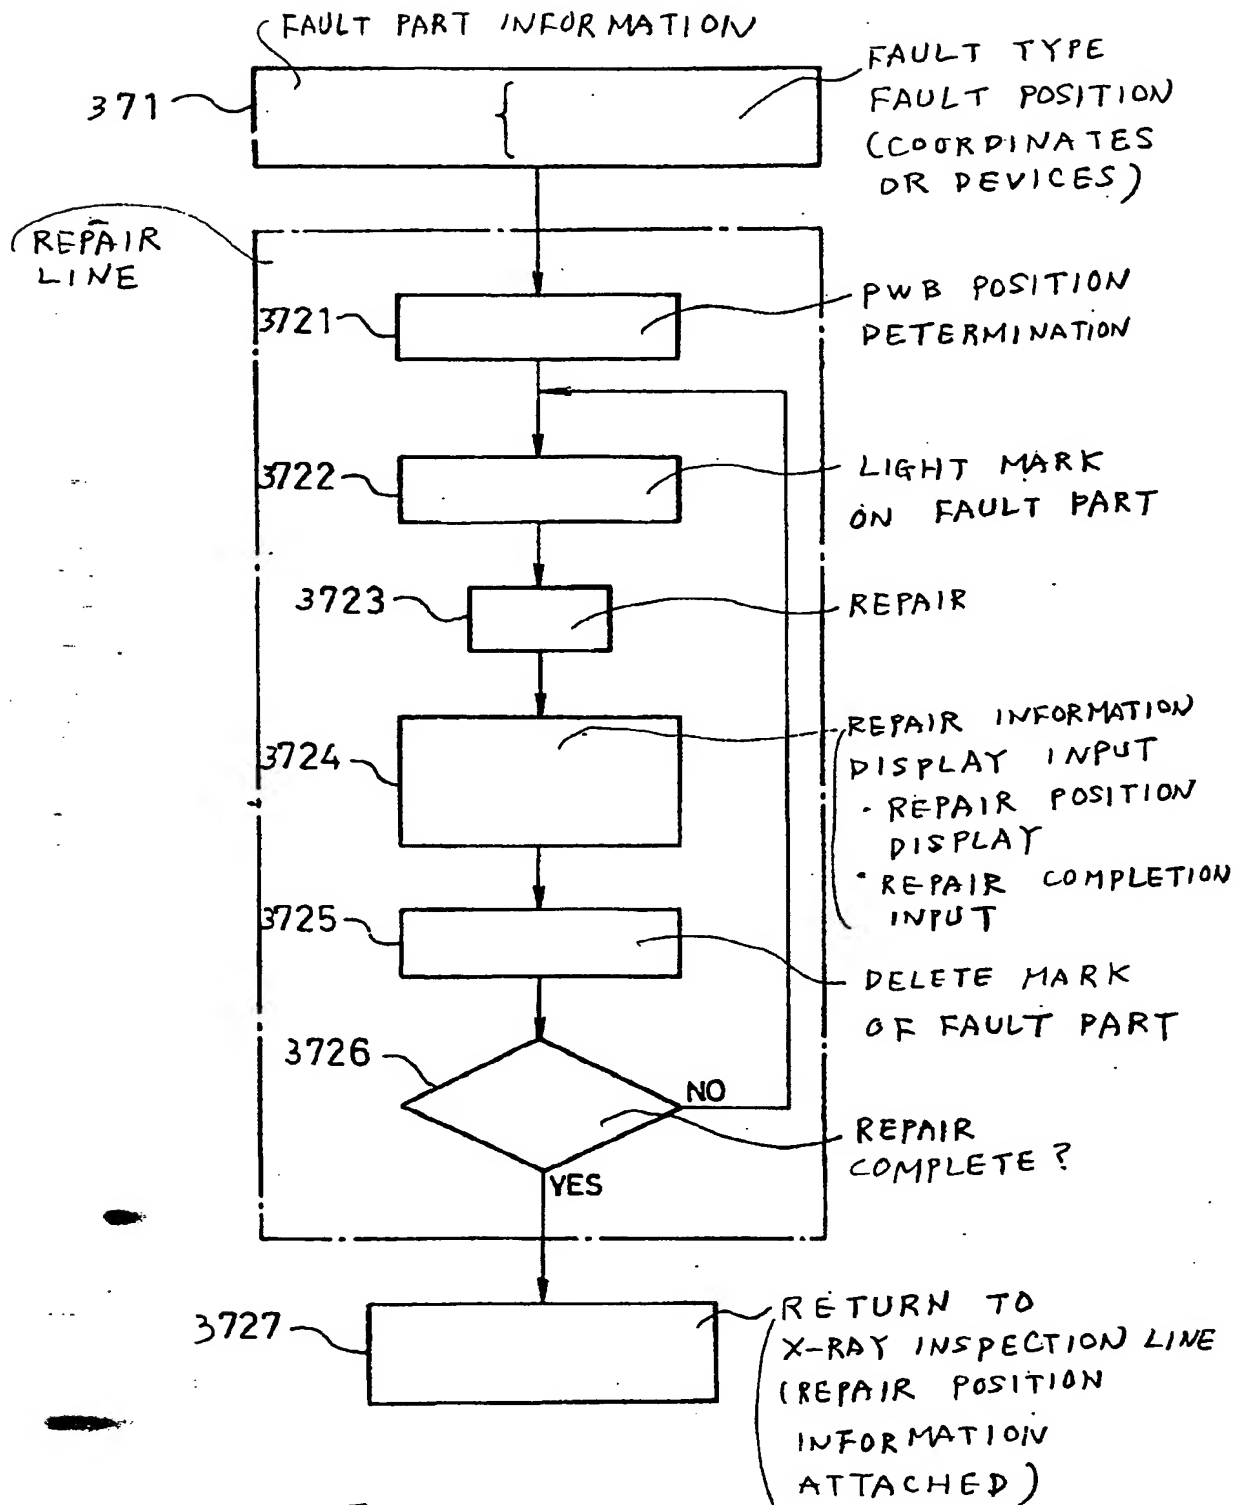 FAULT PART INFORMATION
371
FAULT TYPE
FAULT POSITION
(COORDINATES
OR DEVICES)
REPAIR
LINE
3721
PWB POSITION
DETERMINATION
3722
LIGHT MARK
ON FAULT PART
3723
REPAIR
3724
REPAIR INFORMATION
DISPLAY INPUT
• REPAIR POSITION
DISPLAY
• REPAIR COMPLETION
INPUT
3725
DELETE MARK
OF FAULT PART
3726
NO
REPAIR
COMPLETE?
YES
3727
RETURN TO
X-RAY INSPECTION LINE
(REPAIR POSITION
INFORMATION
ATTACHED)